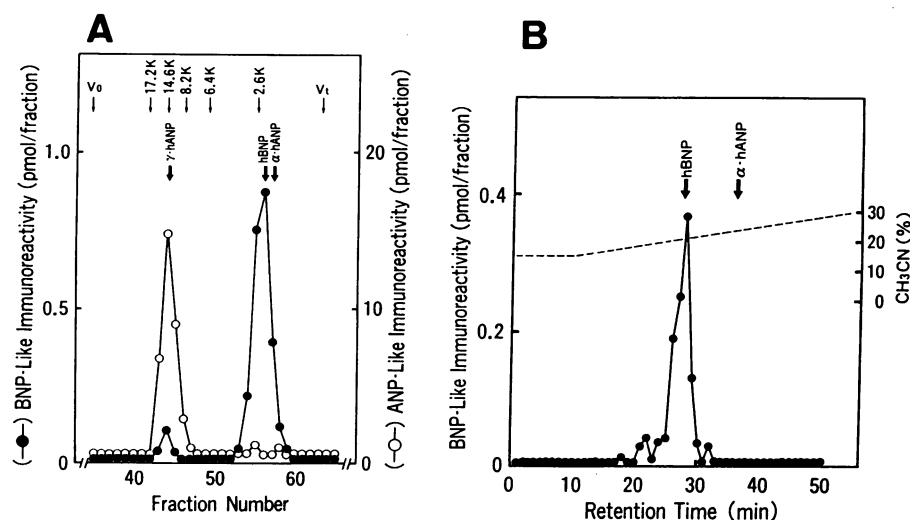 A
V₀
17.2K
14.6K
8.2K
6.4K
2.6K
Vₜ
γ·hANP
hBNP
α·hANP
1.0
0.5
0
20
10
0
(—●—) BNP-Like Immunoreactivity (pmol/fraction)
(—○—) ANP-Like Immunoreactivity (pmol/fraction)
40
50
60
Fraction Number
B
hBNP
α·hANP
0.4
0.2
0
BNP-Like Immunoreactivity (pmol/fraction)
30
20
10
0
CH₃CN (%)
0
10
20
30
40
50
Retention Time (min)